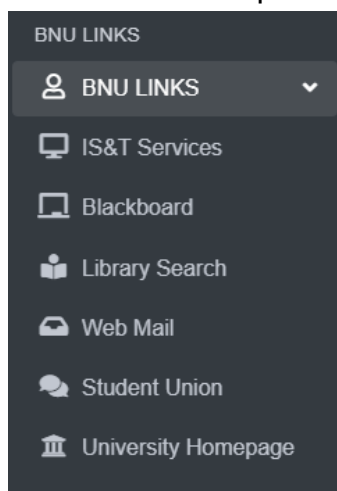 BNU LINKS
BNU LINKS
IS&T Services
Blackboard
Library Search
Web Mail
Student Union
University Homepage